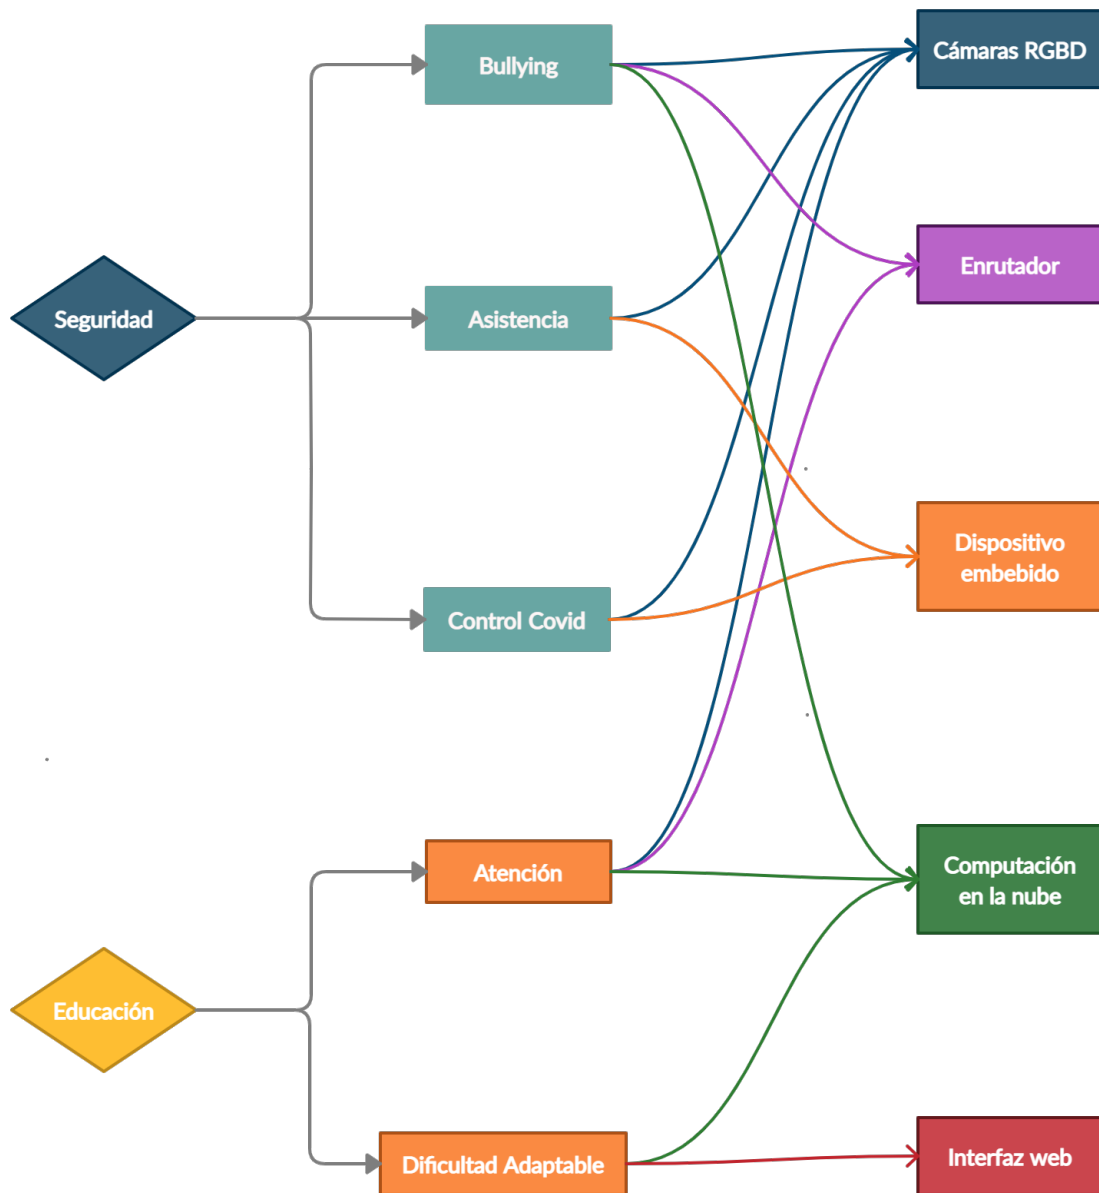 Bullying
Cámaras RGBD
Enrutador
Seguridad
Asistencia
Dispositivo
embebido
Control Covid
Atención
Computación
en la nube
Educación
Dificultad Adaptable
Interfaz web